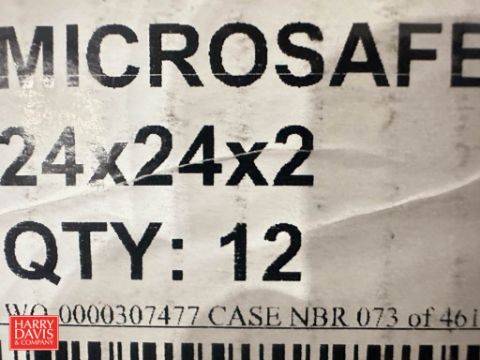 MICROSAFE
24x24x2
QTY: 12
WO 0000307477 CASE NBR 073 of 461
HARRY
DAVIS
& COMPANY